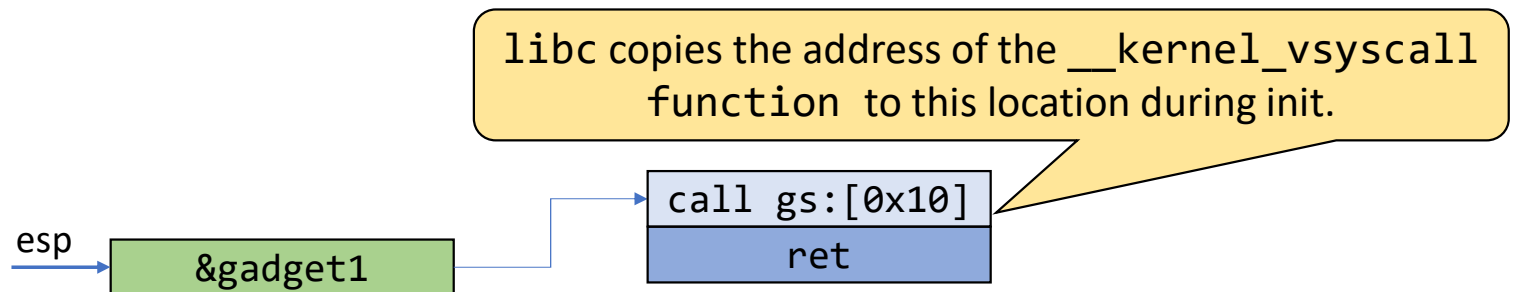 libc copies the address of the __kernel_vsyscall
function to this location during init.
call gs:[0x10]
esp
&gadget1
ret